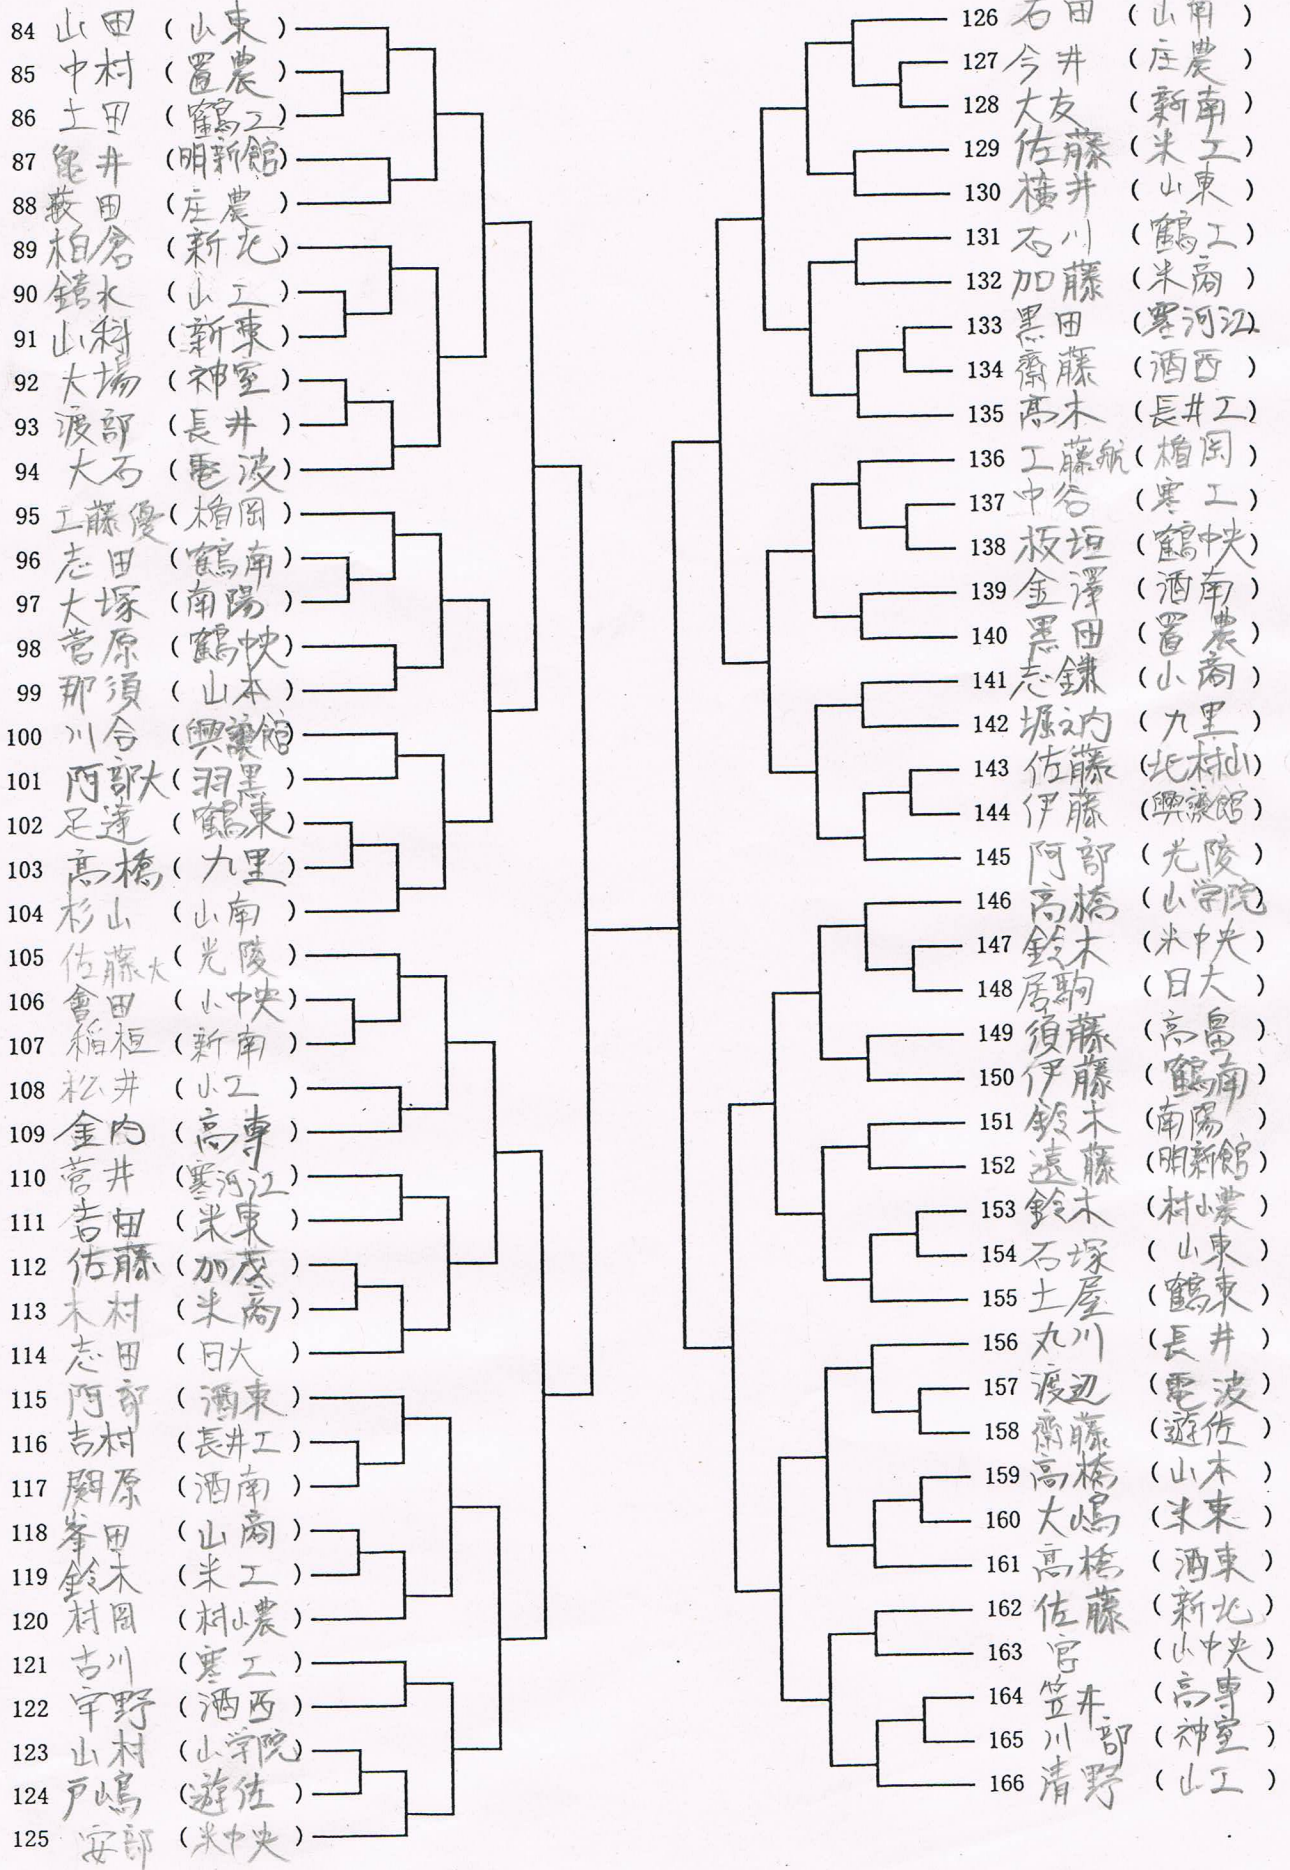 84 山田 (山東)
85 中村 (置農)
86 土田 (鶴工)
87 亀井 (明新館)
88 薮田 (庄農)
89 柏倉 (新北)
90 鏡水 (山工)
91 山科 (新東)
92 大場 (神室)
93 渡部 (長井)
94 大石 (電波)
95 工藤優 (楯岡)
96 志田 (鶴南)
97 大塚 (南陽)
98 菅原 (鶴中央)
99 那須 (山本)
100 川合 (興譲館)
101 阿部大 (羽黒)
102 足達 (鶴東)
103 高橋 (九里)
104 杉山 (山南)
105 佐藤大 (光陵)
106 會田 (山中央)
107 稲垣 (新南)
108 松井 (小工)
109 金内 (高専)
110 菅井 (寒河江)
111 吉田 (米東)
112 佐藤 (加茂)
113 木村 (米商)
114 志田 (日大)
115 阿部 (酒東)
116 吉村 (長井工)
117 関原 (酒南)
118 峯田 (山商)
119 鈴木 (米工)
120 村岡 (村山農)
121 古川 (寒工)
122 宇野 (酒西)
123 山村 (山学院)
124 戸嶋 (遊佐)
125 安部 (米中央)
126 石田 (山南)
127 今井 (庄農)
128 大友 (新南)
129 佐藤 (米工)
130 横井 (山東)
131 石川 (鶴工)
132 加藤 (米商)
133 黒田 (寒河江)
134 齋藤 (酒西)
135 高木 (長井工)
136 工藤航 (楯岡)
137 中谷 (寒工)
138 板垣 (鶴中央)
139 金澤 (酒南)
140 黒田 (置農)
141 志鎌 (山商)
142 堀之内 (九里)
143 佐藤 (北村山)
144 伊藤 (興譲館)
145 阿部 (光陵)
146 高橋 (山学院)
147 鈴木 (米中央)
148 居駒 (日大)
149 須藤 (高畠)
150 伊藤 (鶴南)
151 鈴木 (南陽)
152 遠藤 (明新館)
153 鈴木 (村山農)
154 石塚 (山東)
155 土屋 (鶴東)
156 丸川 (長井)
157 渡辺 (電波)
158 齋藤 (遊佐)
159 高橋 (山本)
160 大嶋 (米東)
161 高橋 (酒東)
162 佐藤 (新北)
163 宮 (山中央)
164 笠井 (高専)
165 川部 (神室)
166 清野 (山工)